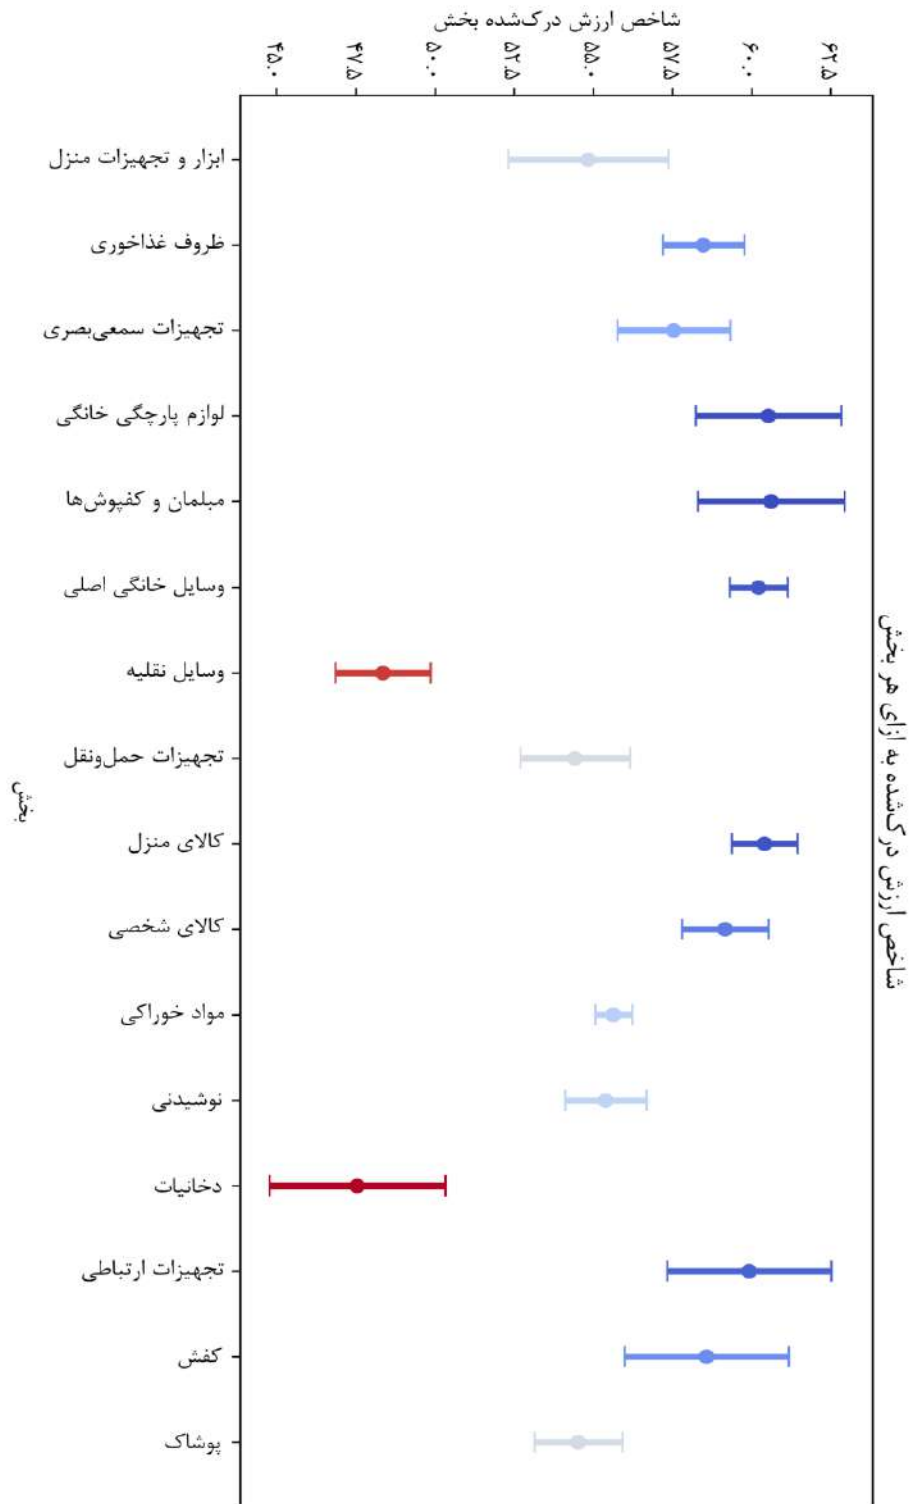 شاخص ارزش درک‌شده به ازای هر بخش
شاخص ارزش درک‌شده بخش
۴۵.۰
۴۷.۵
۵۰.۰
۵۲.۵
۵۵.۰
۵۷.۵
۶۰.۰
۶۲.۵
ابزار و تجهیزات منزل
ظروف غذاخوری
تجهیزات سمعی‌بصری
لوازم پارچگی خانگی
مبلمان و کفپوش‌ها
وسایل خانگی اصلی
وسایل نقلیه
تجهیزات حمل‌ونقل
کالای منزل
کالای شخصی
مواد خوراکی
نوشیدنی
دخانیات
تجهیزات ارتباطی
کفش
پوشاک
بخش